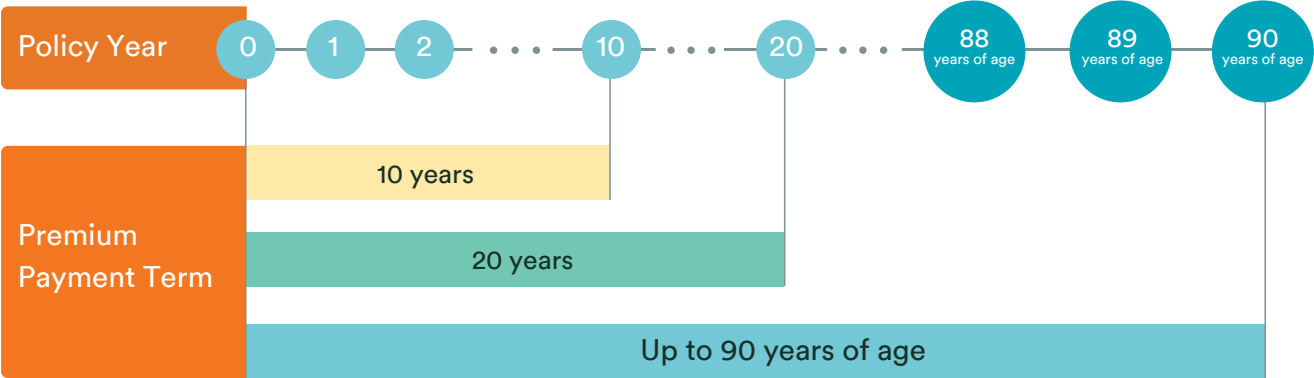 Policy Year
0
1
2
10
20
88
years of age
89
years of age
90
years of age
Premium
Payment Term
10 years
20 years
Up to 90 years of age